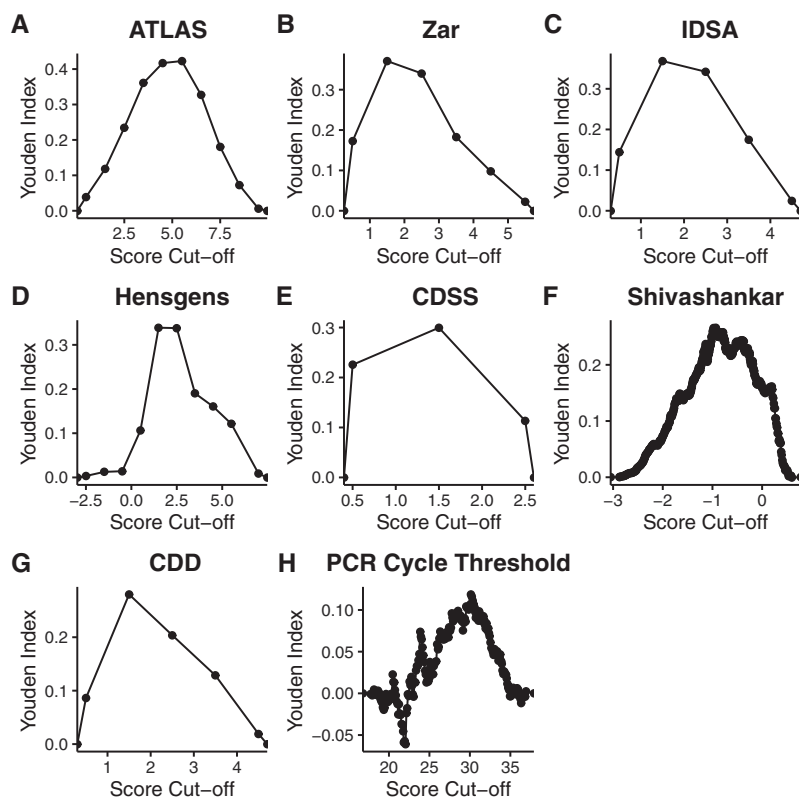 A ATLAS
0.4
0.3
0.2
0.1
0.0
Youden Index
2.5 5.0 7.5
Score Cut−off
B Zar
0.3
0.2
0.1
0.0
Youden Index
1 2 3 4 5
Score Cut−off
C IDSA
0.3
0.2
0.1
0.0
Youden Index
1 2 3 4
Score Cut−off
D Hensgens
0.3
0.2
0.1
0.0
Youden Index
−2.5 0.0 2.5 5.0
Score Cut−off
E CDSS
0.3
0.2
0.1
0.0
Youden Index
0.5 1.0 1.5 2.0 2.5
Score Cut−off
F Shivashankar
0.2
0.1
0.0
Youden Index
−3 −2 −1 0
Score Cut−off
G CDD
0.2
0.1
0.0
Youden Index
1 2 3 4
Score Cut−off
H PCR Cycle Threshold
0.10
0.05
0.00
−0.05
Youden Index
20 25 30 35
Score Cut−off